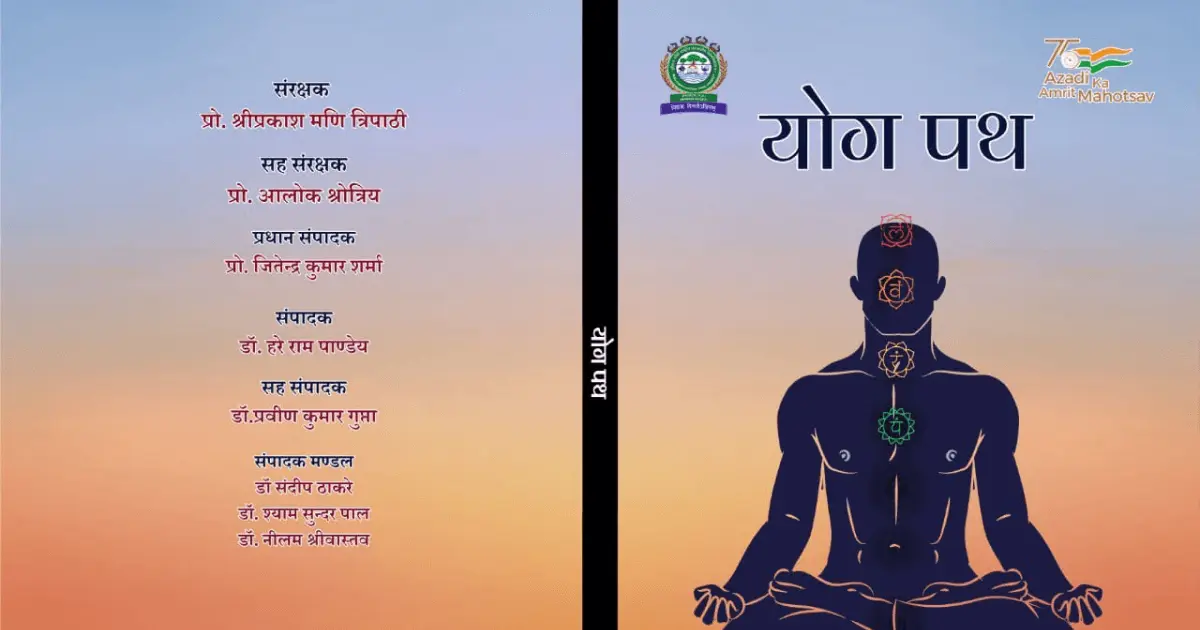 संरक्षक
प्रो. श्रीप्रकाश मणि त्रिपाठी
सह संरक्षक
प्रो. आलोक श्रोत्रिय
प्रधान संपादक
प्रो. जितेन्द्र कुमार शर्मा
संपादक
डॉ. हरे राम पाण्डेय
सह संपादक
डॉ.प्रवीण कुमार गुप्ता
संपादक मण्डल
डॉ संदीप ठाकरे
डॉ. श्याम सुन्दर पाल
डॉ. नीलम श्रीवास्तव
योग पथ
75
Azadi Ka
Amrit Mahotsav
योग पथ
लं
वं
रं
यं